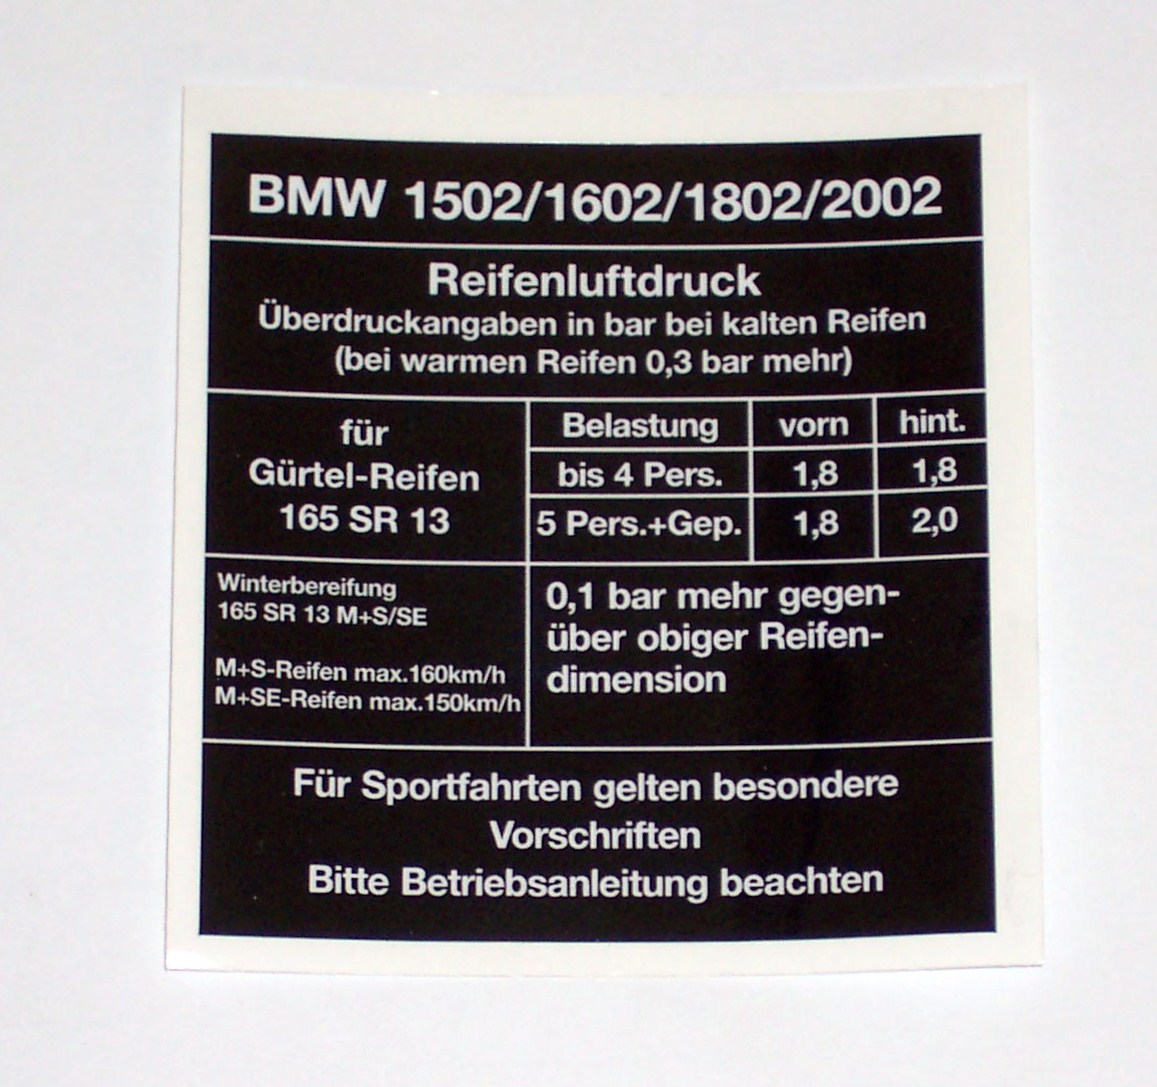 BMW 1502/1602/1802/2002
Reifenluftdruck
Überdruckangaben in bar bei kalten Reifen
(bei warmen Reifen 0,3 bar mehr)
für
Gürtel-Reifen
165 SR 13
Belastung vorn hint.
bis 4 Pers. 1,8 1,8
5 Pers.+Gep. 1,8 2,0
Winterbereifung
165 SR 13 M+S/SE
M+S-Reifen max.160km/h
M+SE-Reifen max.150km/h
0,1 bar mehr gegen-
über obiger Reifen-
dimension
Für Sportfahrten gelten besondere
Vorschriften
Bitte Betriebsanleitung beachten